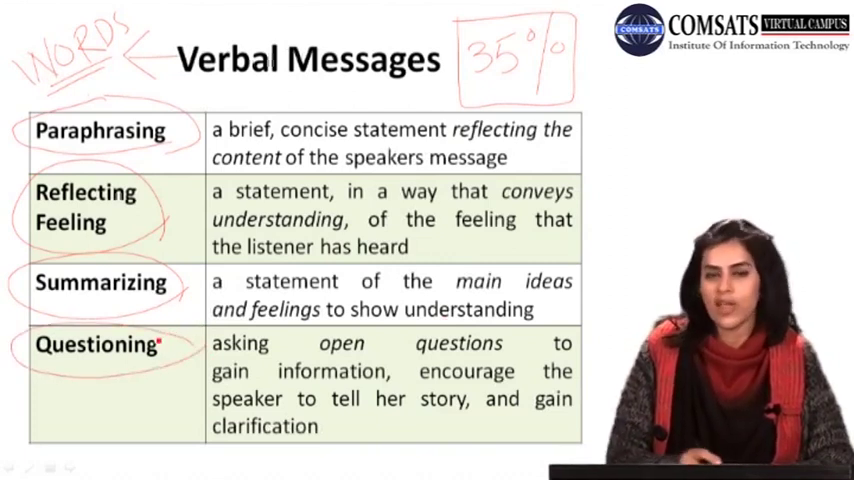 WORDS
Verbal Messages
35%
COMSATS
COMSATS VIRTUAL CAMPUS
Institute Of Information Technology
Paraphrasing
a brief, concise statement reflecting the
content of the speakers message
Reflecting
Feeling
a statement, in a way that conveys
understanding, of the feeling that
the listener has heard
Summarizing
a statement of the main ideas
and feelings to show understanding
Questioning
asking open questions to
gain information, encourage the
speaker to tell her story, and gain
clarification